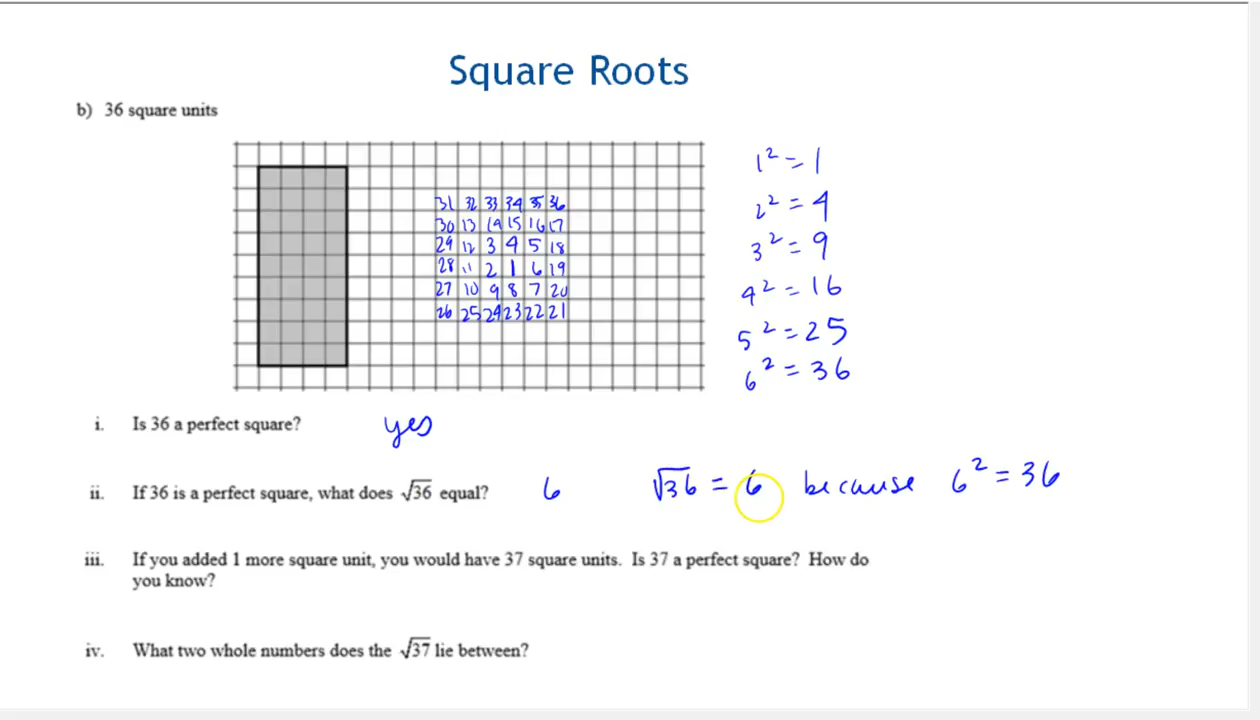 Square Roots
b) 36 square units
31 32 33 34 35 36
30 13 14 15 16 17
29 12 3 4 5 18
28 11 2 1 6 19
27 10 9 8 7 20
26 25 24 23 22 21
1² = 1
2² = 4
3² = 9
4² = 16
5² = 25
6² = 36
i. Is 36 a perfect square? yes
ii. If 36 is a perfect square, what does √36 equal? 6 √36 = 6 because 6² = 36
iii. If you added 1 more square unit, you would have 37 square units. Is 37 a perfect square? How do
you know?
iv. What two whole numbers does the √37 lie between?